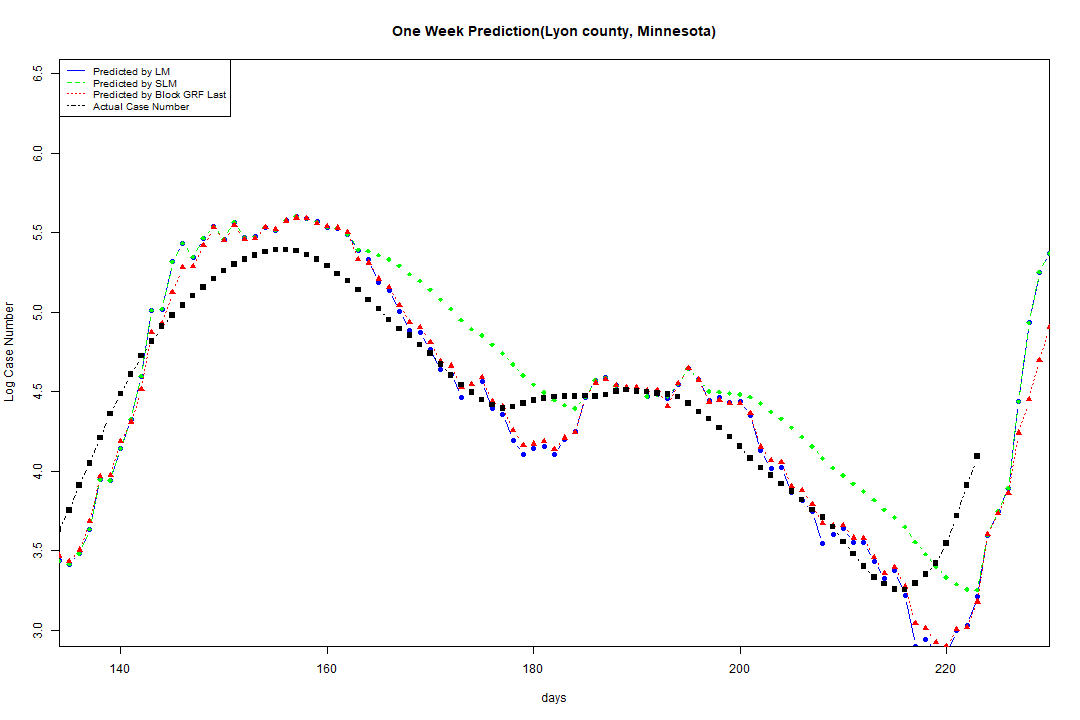 One Week Prediction(Lyon county, Minnesota)
Predicted by LM
Predicted by SLM
Predicted by Block GRF Last
Actual Case Number
Log Case Number
6.5
6.0
5.5
5.0
4.5
4.0
3.5
3.0
140 160 180 200 220
days